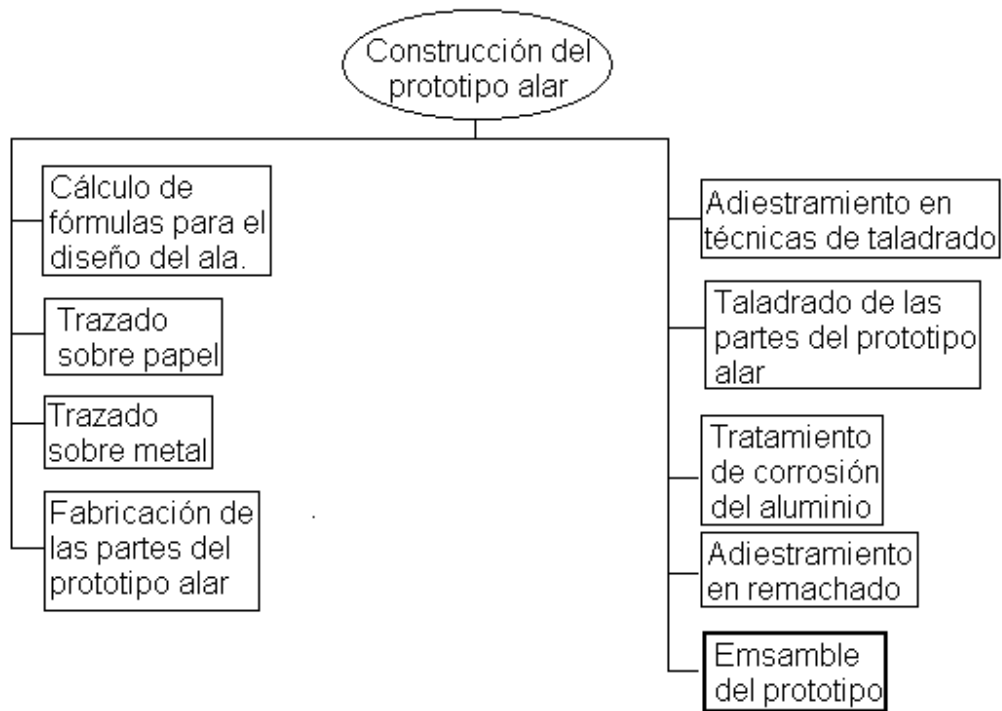 Construcción del
prototipo alar
Cálculo de
fórmulas para el
diseño del ala.
Trazado
sobre papel
Trazado
sobre metal
Fabricación de
las partes del
prototipo alar
Adiestramiento en
técnicas de taladrado
Taladrado de las
partes del prototipo
alar
Tratamiento
de corrosión
del aluminio
Adiestramiento
en remachado
Emsamble
del prototipo